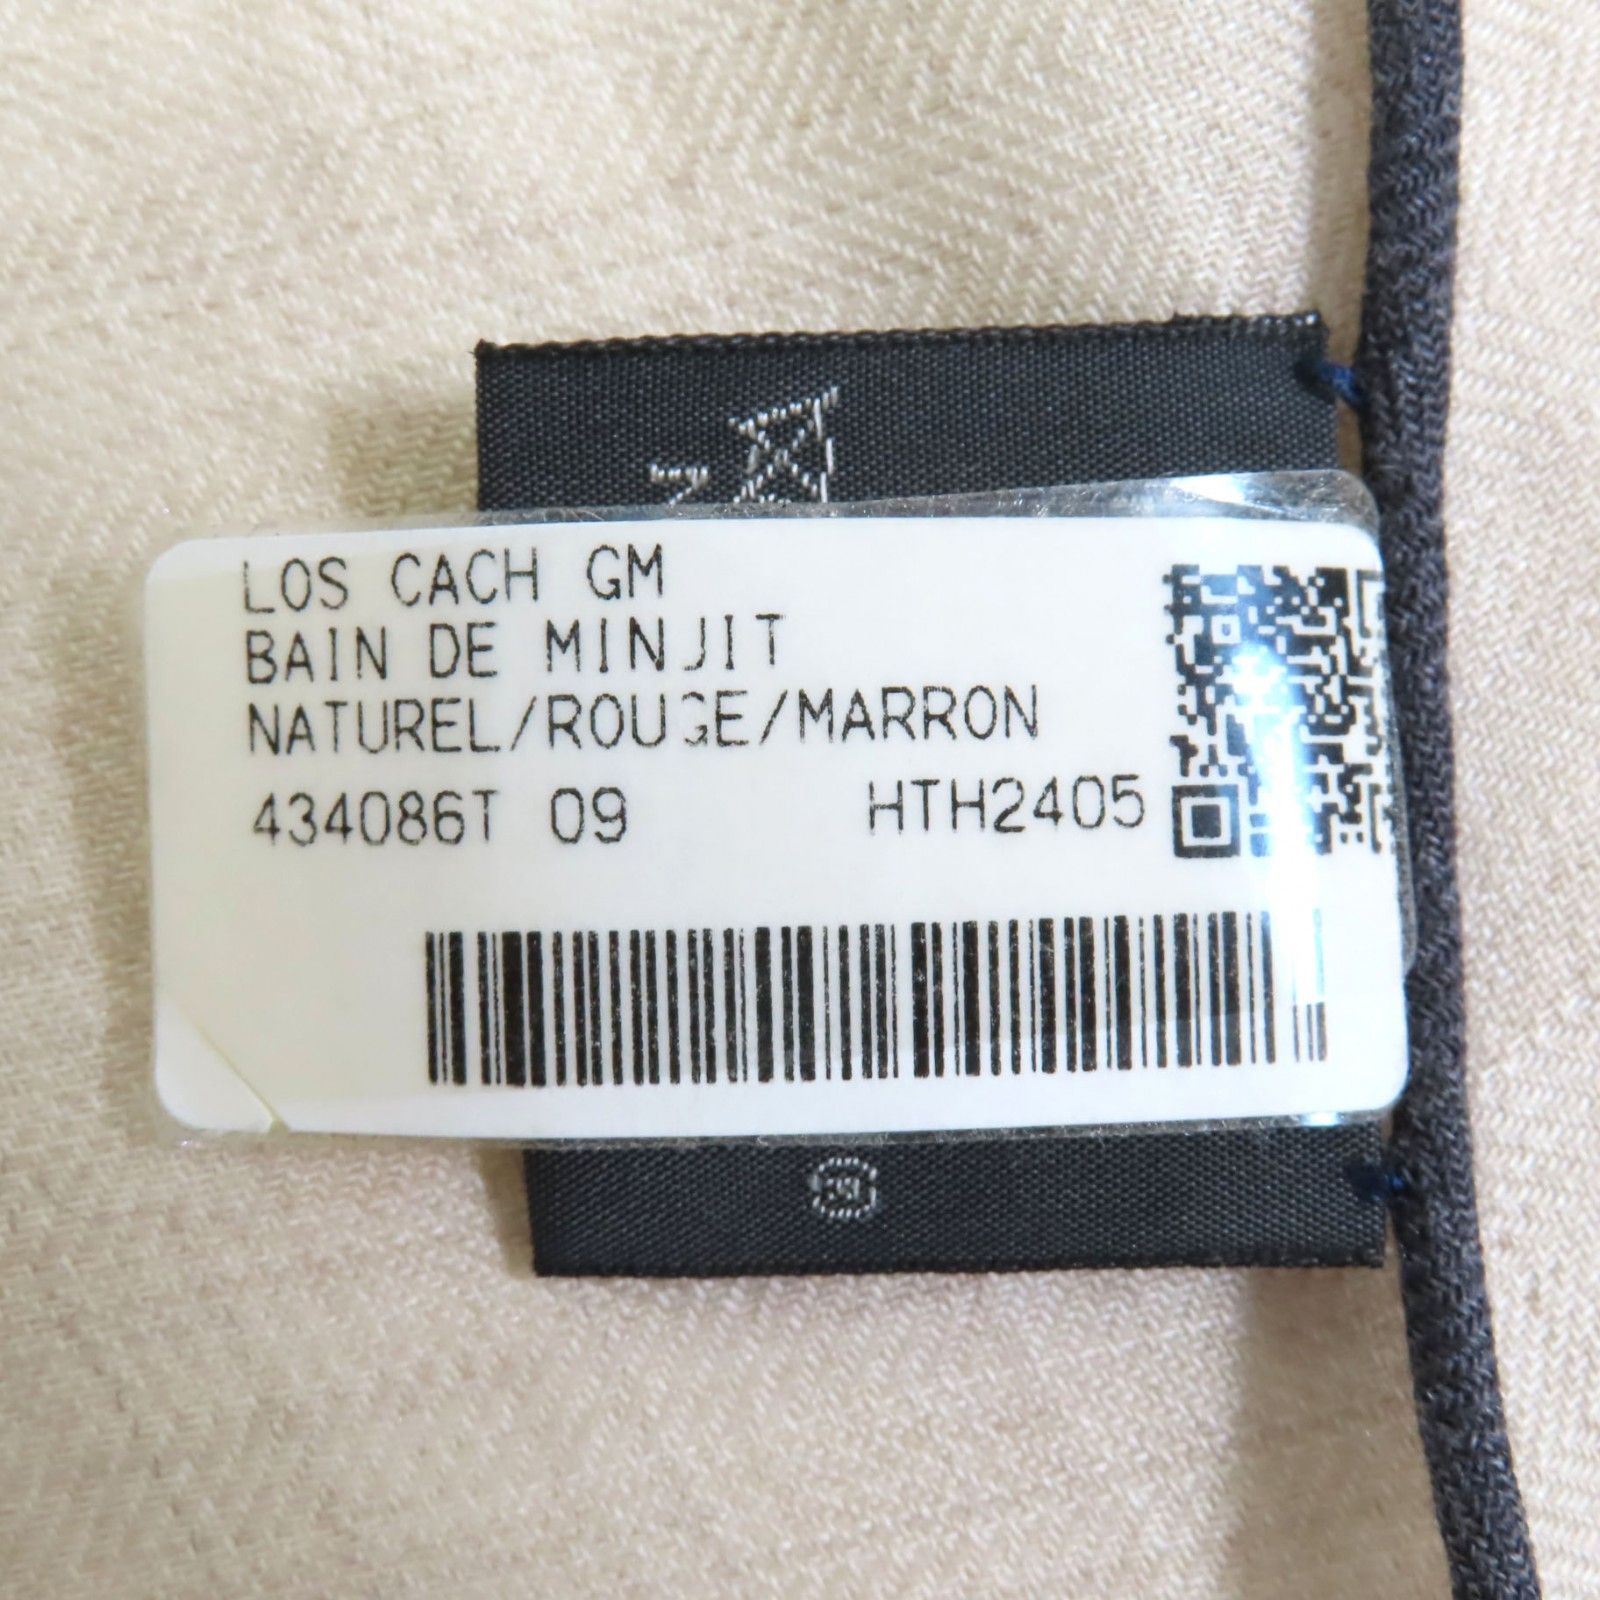 LOS CACH GM
BAIN DE MINJIT
NATUREL/ROUGE/MARRON
434086T 09 HTH2405